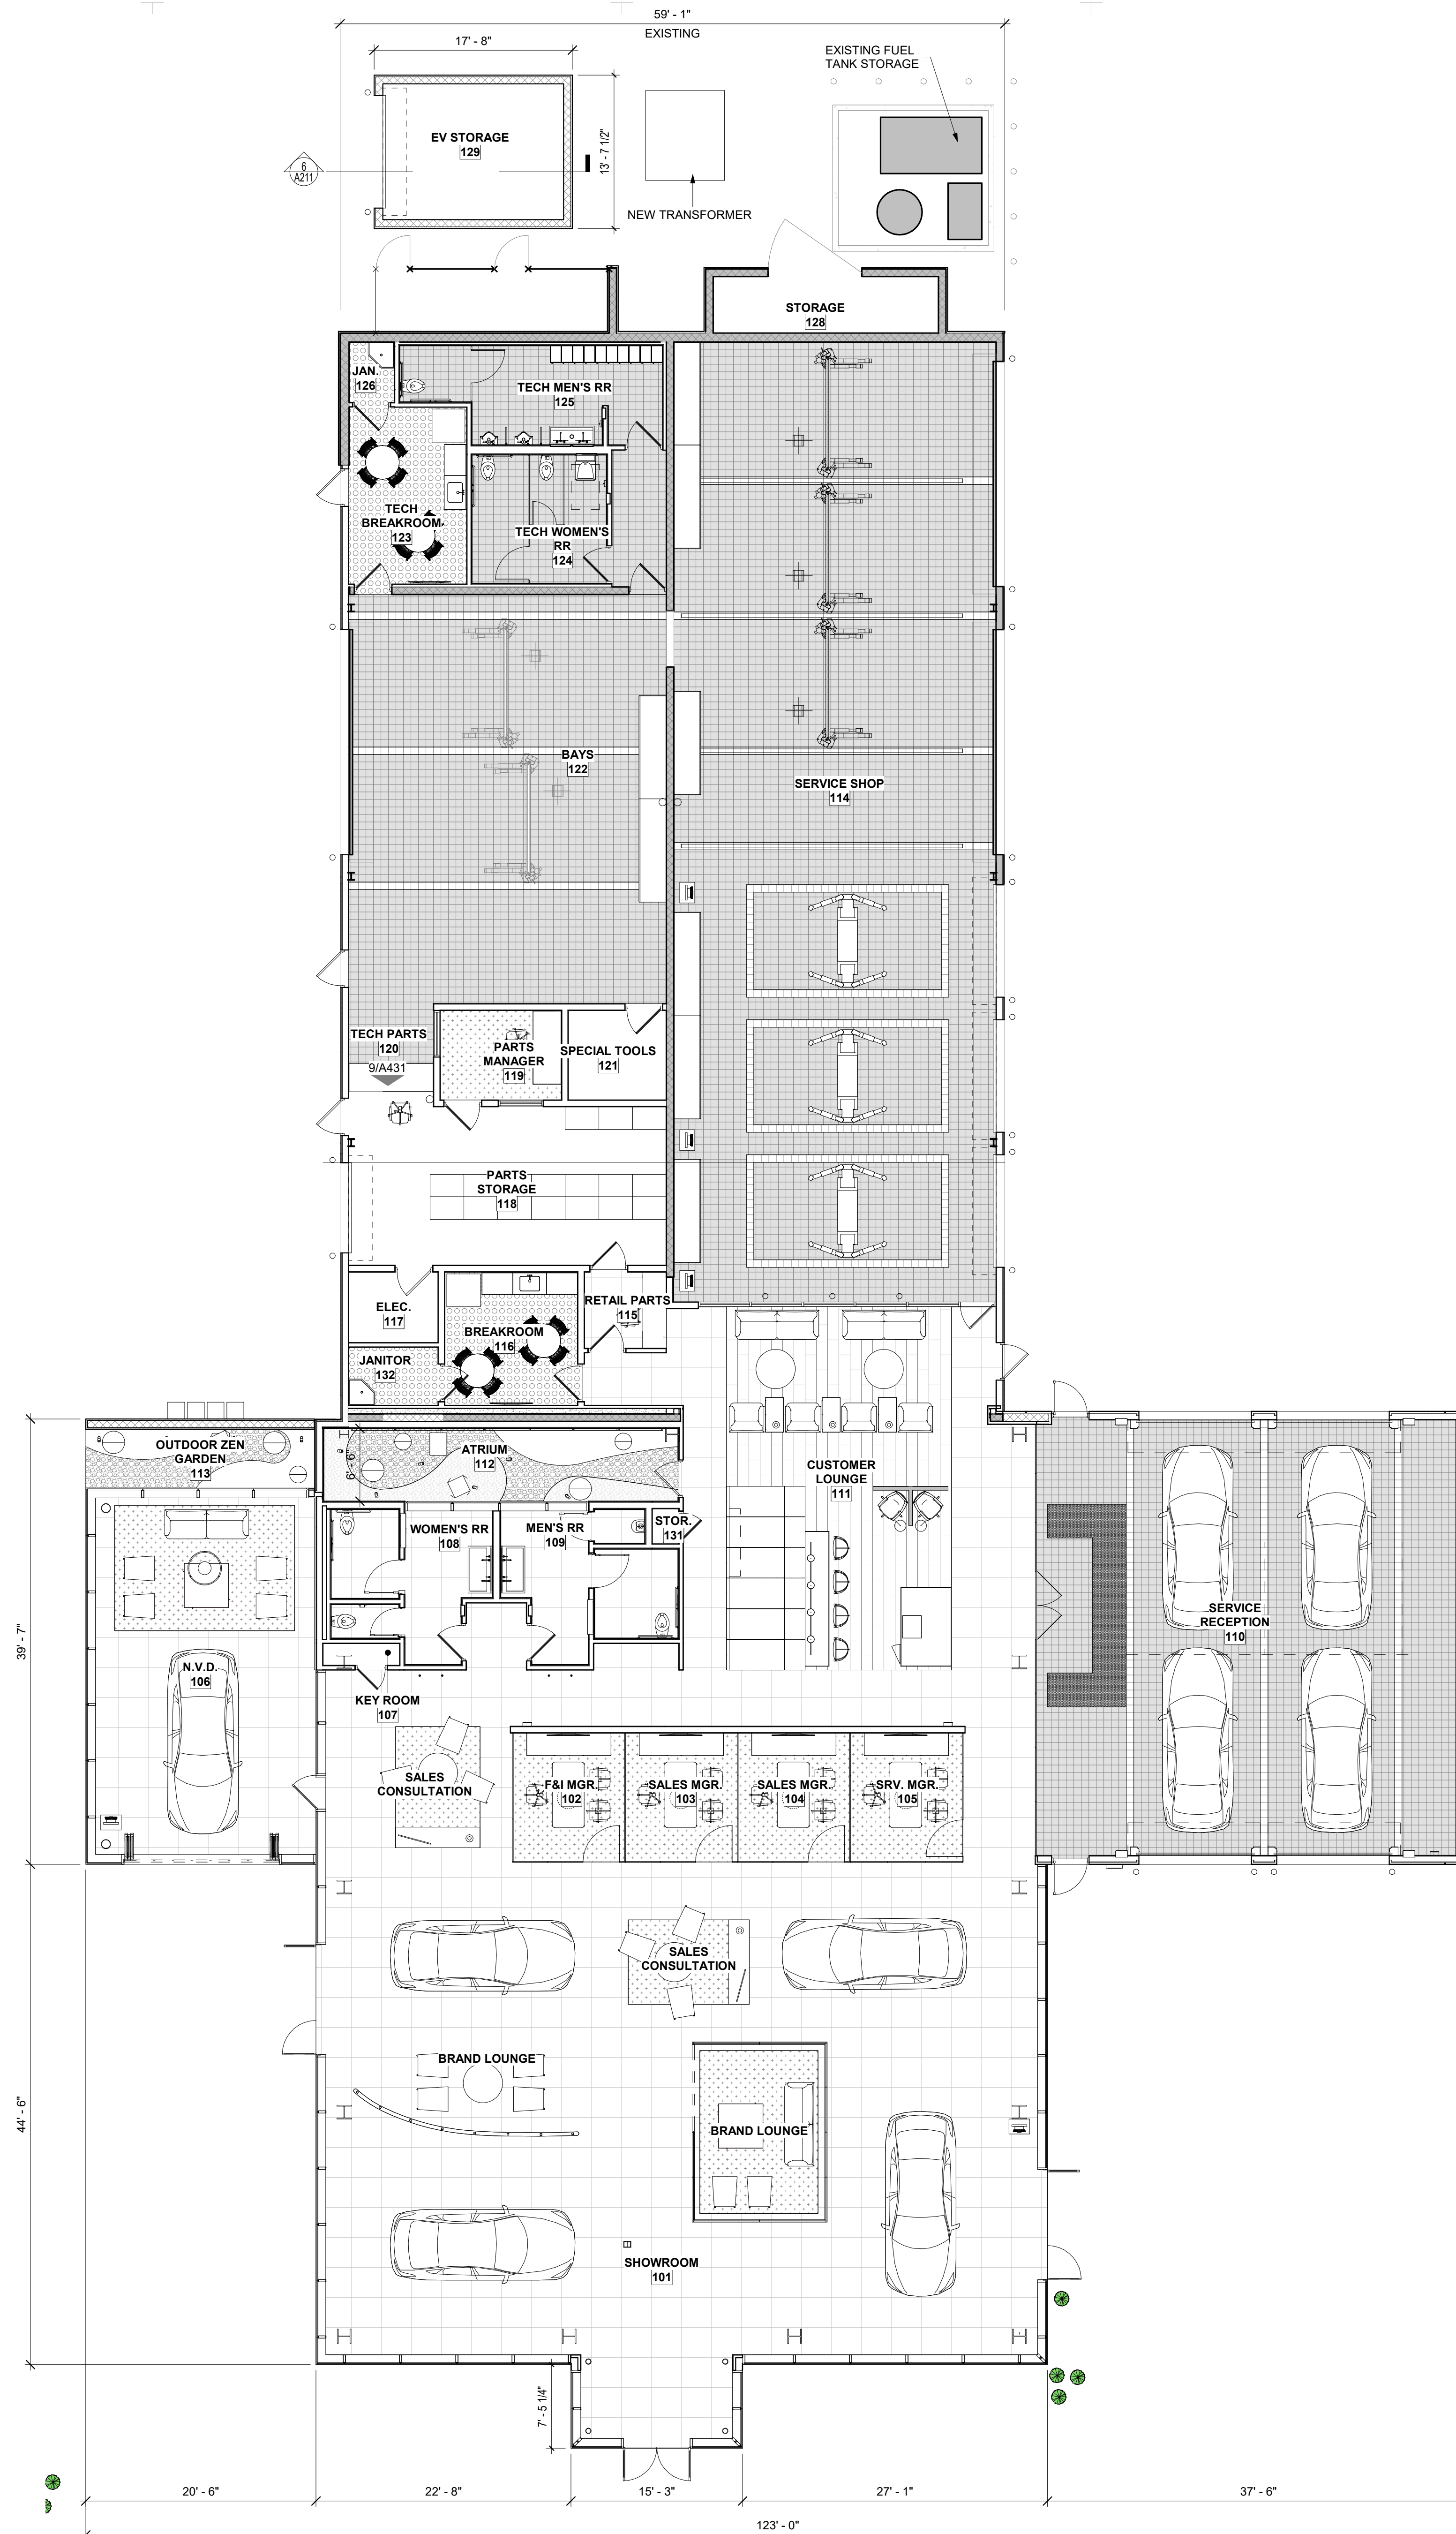 59' - 1"
EXISTING
17' - 8"
EXISTING FUEL
TANK STORAGE
EV STORAGE
129
13' - 7 1/2"
6
A211
NEW TRANSFORMER
STORAGE
128
JAN.
126
TECH MEN'S RR
125
TECH
BREAKROOM
123
TECH WOMEN'S
RR
124
BAYS
122
SERVICE SHOP
114
TECH PARTS
120
9/A431
PARTS
MANAGER
119
SPECIAL TOOLS
121
PARTS
STORAGE
118
ELEC.
117
RETAIL PARTS
115
BREAKROOM
116
JANITOR
132
OUTDOOR ZEN
GARDEN
113
6' - 6"
ATRIUM
112
CUSTOMER
LOUNGE
111
WOMEN'S RR
108
MEN'S RR
109
STOR.
131
SERVICE
RECEPTION
110
39' - 7"
N.V.D.
106
KEY ROOM
107
SALES
CONSULTATION
F&I MGR.
102
SALES MGR.
103
SALES MGR.
104
SRV. MGR.
105
SALES
CONSULTATION
BRAND LOUNGE
44' - 6"
BRAND LOUNGE
SHOWROOM
101
7' - 5 1/4"
20' - 6"
22' - 8"
15' - 3"
27' - 1"
37' - 6"
123' - 0"